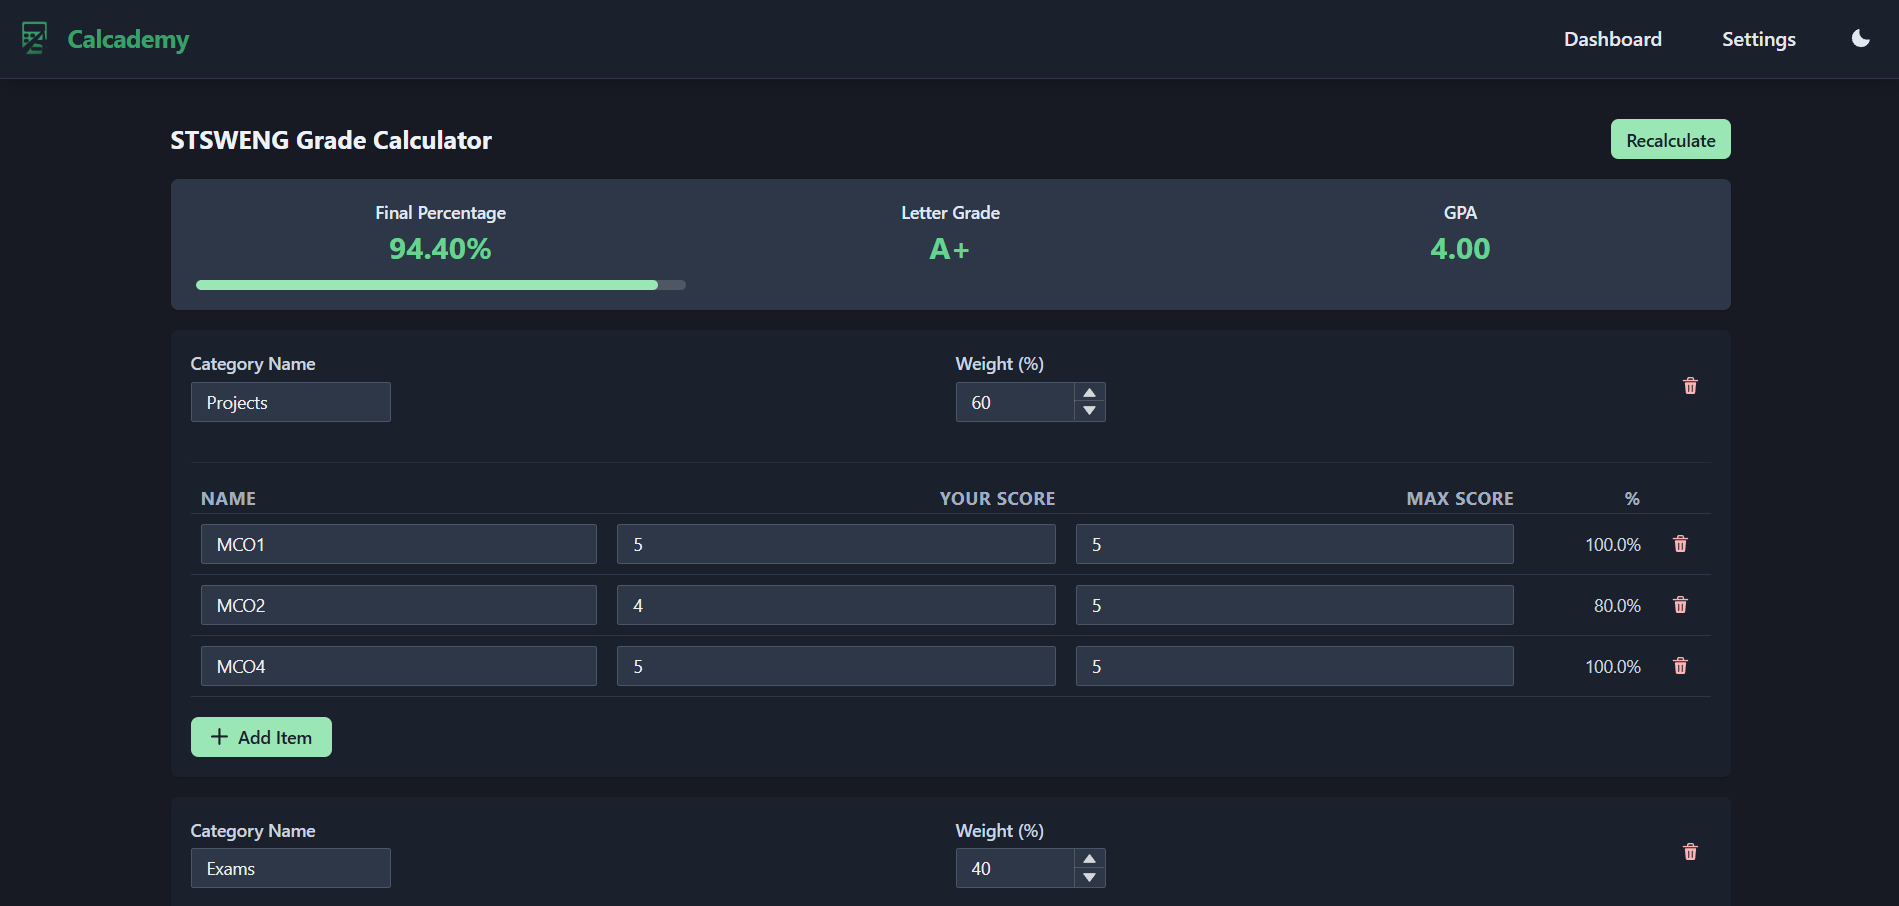 Calcademy
Dashboard
Settings
STSWENG Grade Calculator
Recalculate
Final Percentage
94.40%
Letter Grade
A+
GPA
4.00
Category Name
Projects
Weight (%)
60
NAME YOUR SCORE MAX SCORE %
MCO1 5 5 100.0%
MCO2 4 5 80.0%
MCO4 5 5 100.0%
+ Add Item
Category Name
Exams
Weight (%)
40